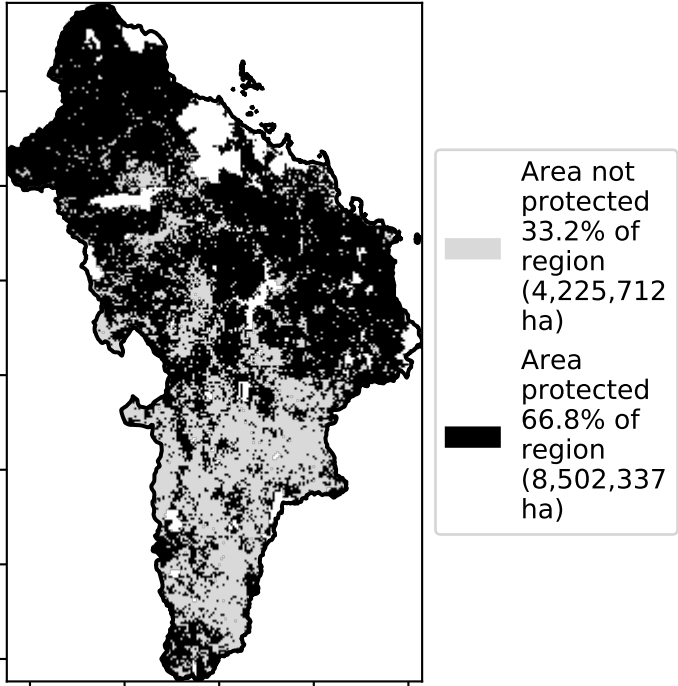 Area not
protected
33.2% of
region
(4,225,712
ha)
Area
protected
66.8% of
region
(8,502,337
ha)